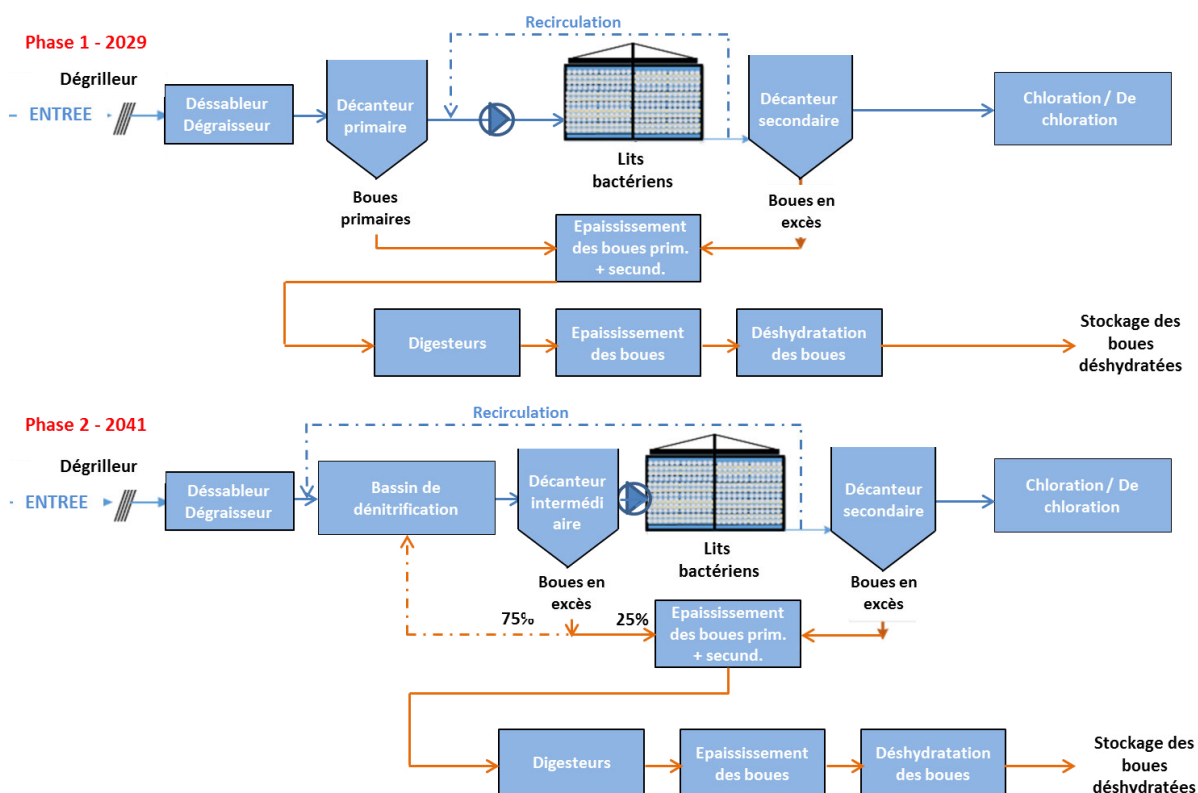 Recirculation
Phase 1 - 2029
Dégrilleur
ENTREE
Déssableur
Dégraisseur
Décanteur
primaire
Lits
bactériens
Décanteur
secondaire
Chloration / De
chloration
Boues
primaires
Boues en
excès
Epaississement
des boues prim.
+ secund.
Digesteurs
Epaississement
des boues
Déshydratation
des boues
Stockage des
boues
déshydratées
Phase 2 - 2041
Recirculation
Dégrilleur
ENTREE
Déssableur
Dégraisseur
Bassin de
dénitrification
Décanteur
intermédi
aire
Lits
bactériens
Décanteur
secondaire
Chloration / De
chloration
Boues en
excès
75%
25%
Boues en
excès
Epaississement
des boues prim.
+ secund.
Digesteurs
Epaississement
des boues
Déshydratation
des boues
Stockage des
boues
déshydratées